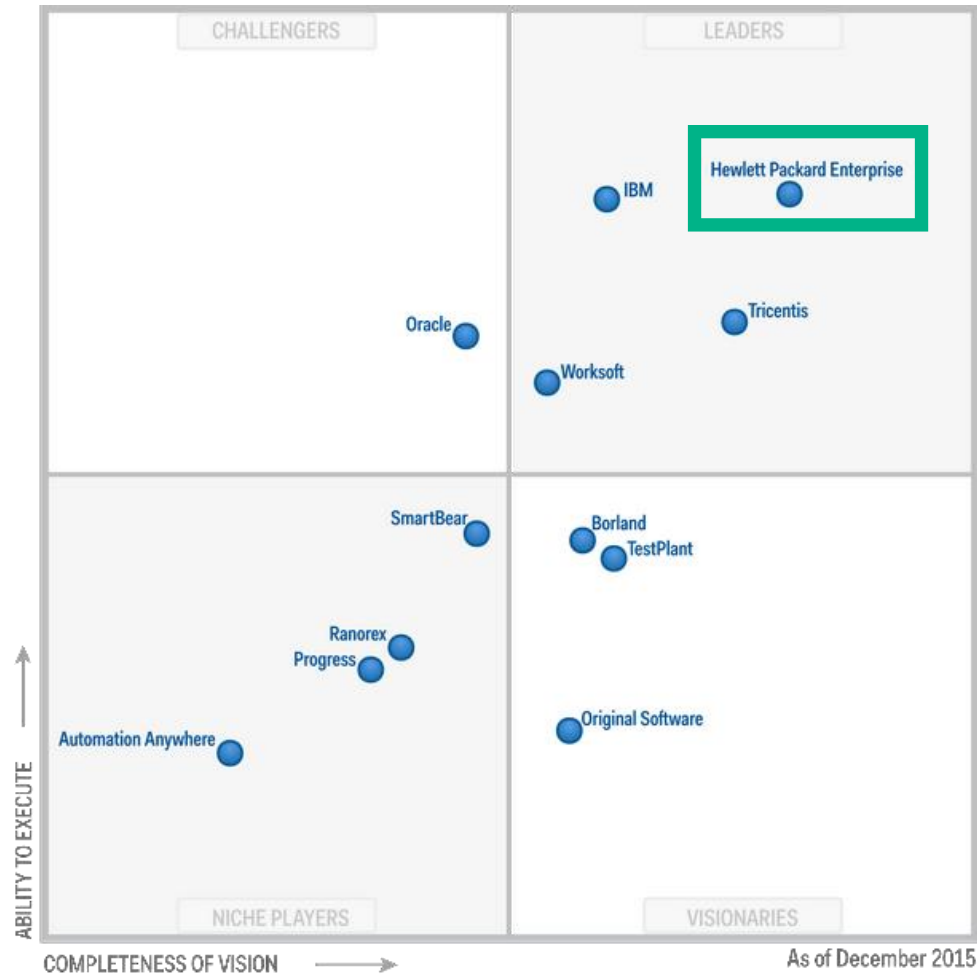 CHALLENGERS
LEADERS
Hewlett Packard Enterprise
IBM
Tricentis
Oracle
Worksoft
SmartBear
Borland
TestPlant
Ranorex
Progress
Original Software
Automation Anywhere
ABILITY TO EXECUTE
NICHE PLAYERS
VISIONARIES
COMPLETENESS OF VISION
As of December 2015